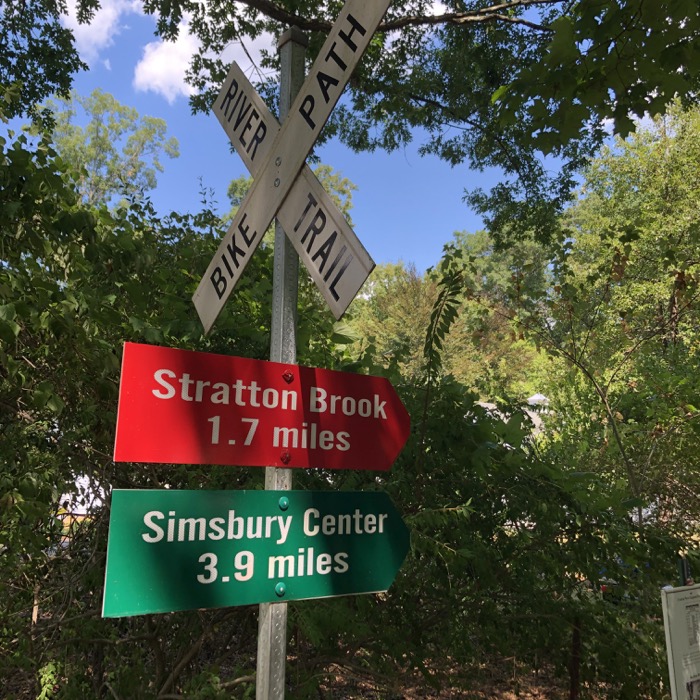 RIVER TRAIL
BIKE PATH
Stratton Brook
1.7 miles
Simsbury Center
3.9 miles